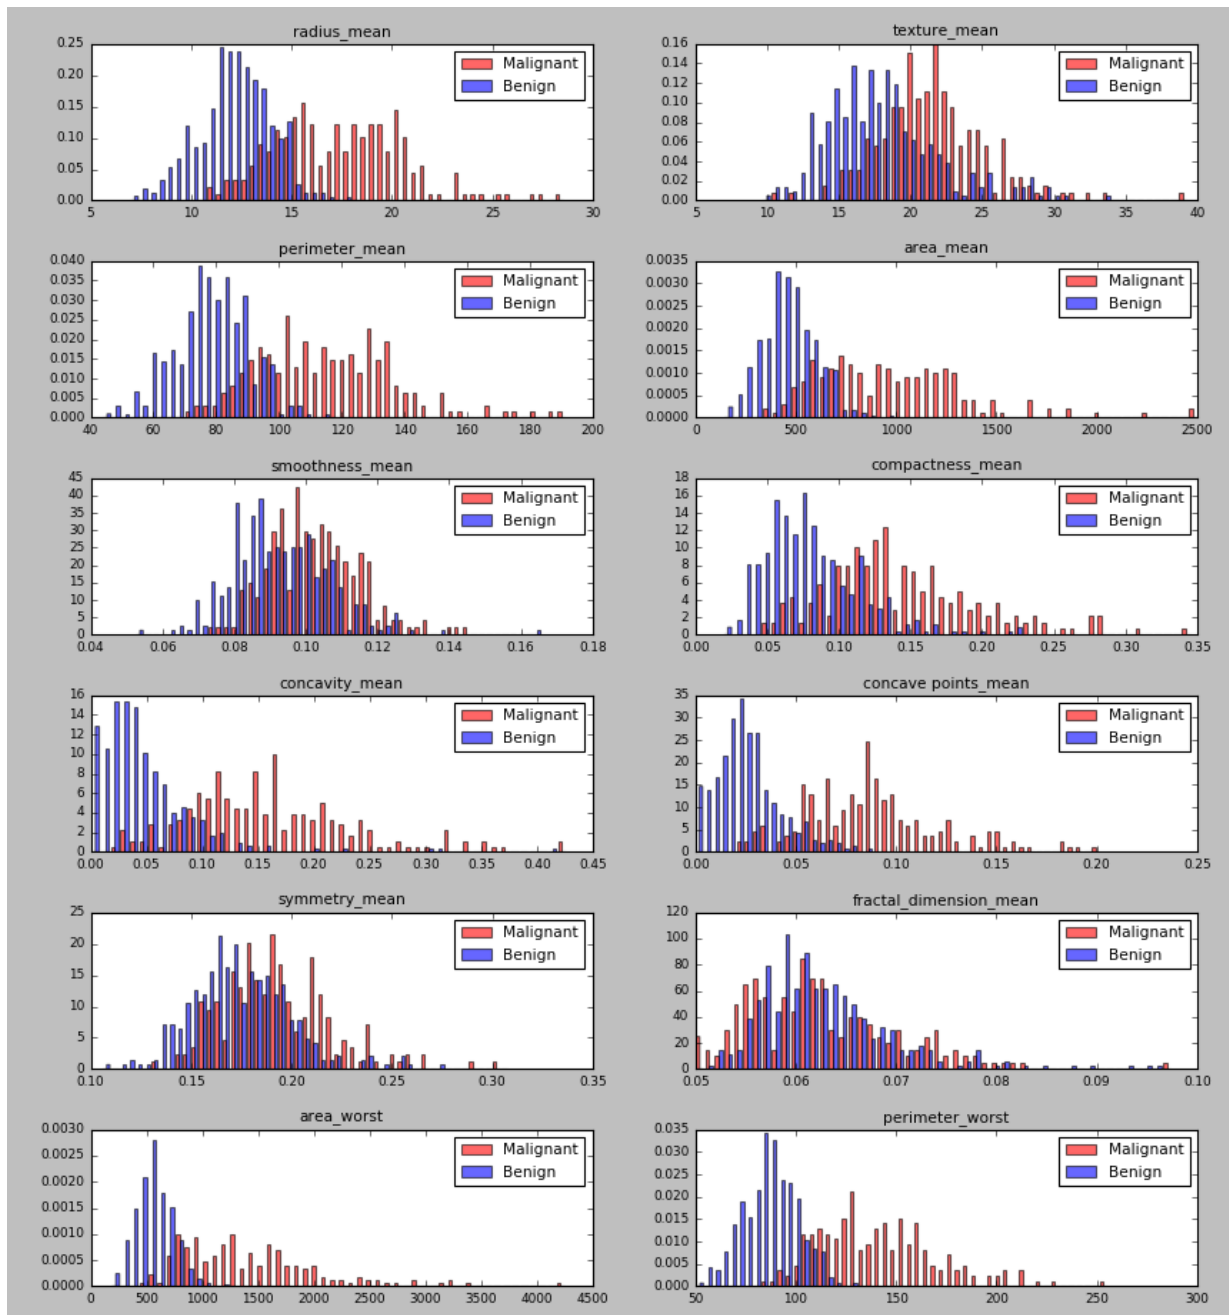 radius_mean
0.25
0.20
0.15
0.10
0.05
0.00
Malignant
Benign
5 10 15 20 25 30
texture_mean
0.16
0.14
0.12
0.10
0.08
0.06
0.04
0.02
0.00
Malignant
Benign
5 10 15 20 25 30 35 40
perimeter_mean
0.040
0.035
0.030
0.025
0.020
0.015
0.010
0.005
0.000
Malignant
Benign
40 60 80 100 120 140 160 180 200
area_mean
0.0035
0.0030
0.0025
0.0020
0.0015
0.0010
0.0005
0.0000
Malignant
Benign
0 500 1000 1500 2000 2500
smoothness_mean
45
40
35
30
25
20
15
10
5
0
Malignant
Benign
0.04 0.06 0.08 0.10 0.12 0.14 0.16 0.18
compactness_mean
18
16
14
12
10
8
6
4
2
0
Malignant
Benign
0.00 0.05 0.10 0.15 0.20 0.25 0.30 0.35
concavity_mean
16
14
12
10
8
6
4
2
0
Malignant
Benign
0.00 0.05 0.10 0.15 0.20 0.25 0.30 0.35 0.40 0.45
concave points_mean
35
30
25
20
15
10
5
0
Malignant
Benign
0.00 0.05 0.10 0.15 0.20 0.25
symmetry_mean
25
20
15
10
5
0
Malignant
Benign
0.10 0.15 0.20 0.25 0.30 0.35
fractal_dimension_mean
120
100
80
60
40
20
0
Malignant
Benign
0.05 0.06 0.07 0.08 0.09 0.10
area_worst
0.0030
0.0025
0.0020
0.0015
0.0010
0.0005
0.0000
Malignant
Benign
0 500 1000 1500 2000 2500 3000 3500 4000 4500
perimeter_worst
0.035
0.030
0.025
0.020
0.015
0.010
0.005
0.000
Malignant
Benign
50 100 150 200 250 300